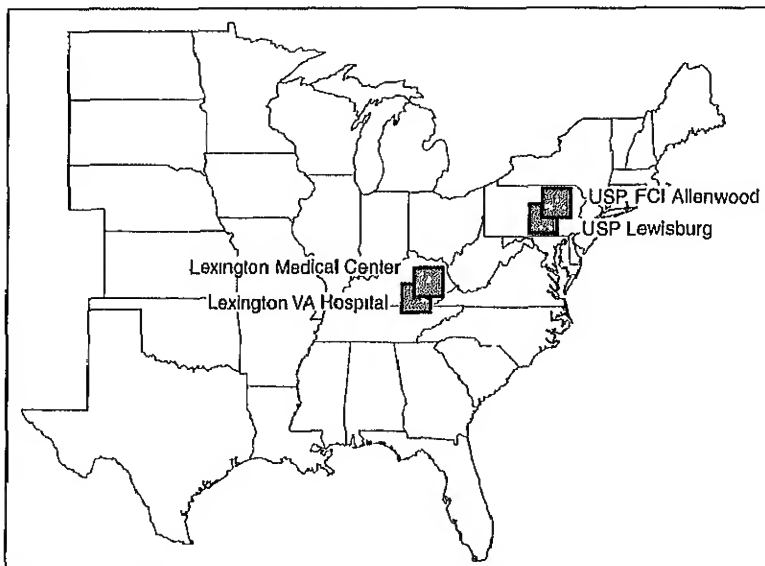 USP, FCI Allenwood
USP Lewisburg
Lexington Medical Center
Lexington VA Hospital